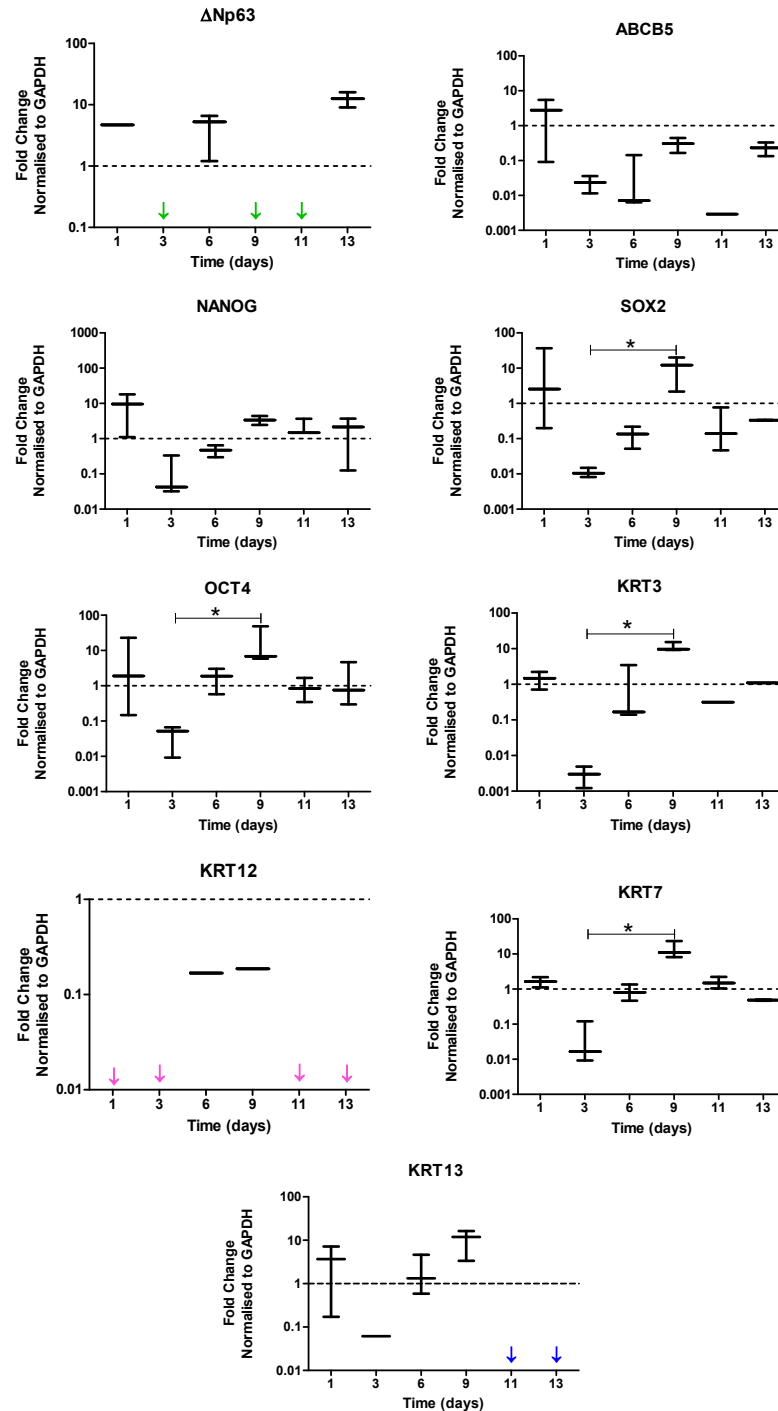 ΔNp63
Fold Change
Normalised to GAPDH
100
10
1
0.1
1 3 6 9 11 13
Time (days)
ABCB5
Fold Change
Normalised to GAPDH
100
10
1
0.1
0.01
0.001
1 3 6 9 11 13
Time (days)
NANOG
Fold Change
Normalised to GAPDH
1000
100
10
1
0.1
0.01
1 3 6 9 11 13
Time (days)
SOX2
Fold Change
Normalised to GAPDH
100
10
1
0.1
0.01
0.001
*
1 3 6 9 11 13
Time (days)
OCT4
Fold Change
Normalised to GAPDH
100
10
1
0.1
0.01
0.001
*
1 3 6 9 11 13
Time (days)
KRT3
Fold Change
Normalised to GAPDH
100
10
1
0.1
0.01
0.001
*
1 3 6 9 11 13
Time (days)
KRT12
Fold Change
Normalised to GAPDH
1
0.1
0.01
1 3 6 9 11 13
Time (days)
KRT7
Fold Change
Normalised to GAPDH
100
10
1
0.1
0.01
0.001
*
1 3 6 9 11 13
Time (days)
KRT13
Fold Change
Normalised to GAPDH
100
10
1
0.1
0.01
1 3 6 9 11 13
Time (days)